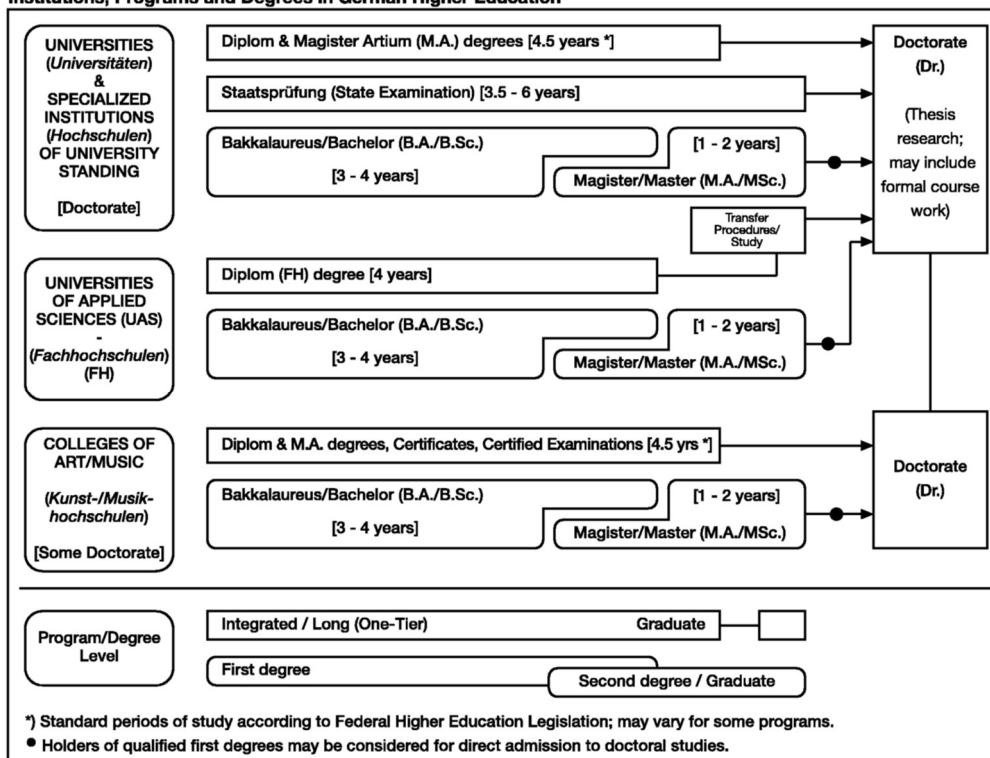 Institutions, Programs and Degrees in German Higher Education
UNIVERSITIES
(Universitäten)
&
SPECIALIZED
INSTITUTIONS
(Hochschulen)
OF UNIVERSITY
STANDING
[Doctorate]
Diplom & Magister Artium (M.A.) degrees [4.5 years *]
Staatsprüfung (State Examination) [3.5 - 6 years]
Bakkalaureus/Bachelor (B.A./B.Sc.)
[3 - 4 years]
[1 - 2 years]
Magister/Master (M.A./MSc.)
Transfer
Procedures/
Study
Doctorate
(Dr.)
(Thesis
research;
may include
formal course
work)
UNIVERSITIES
OF APPLIED
SCIENCES (UAS)
-
(Fachhochschulen)
(FH)
Diplom (FH) degree [4 years]
Bakkalaureus/Bachelor (B.A./B.Sc.)
[3 - 4 years]
[1 - 2 years]
Magister/Master (M.A./MSc.)
COLLEGES OF
ART/MUSIC
(Kunst-/Musik-
hochschulen)
[Some Doctorate]
Diplom & M.A. degrees, Certificates, Certified Examinations [4.5 yrs *]
Bakkalaureus/Bachelor (B.A./B.Sc.)
[3 - 4 years]
[1 - 2 years]
Magister/Master (M.A./MSc.)
Doctorate
(Dr.)
Program/Degree
Level
Integrated / Long (One-Tier) Graduate
First degree
Second degree / Graduate
*) Standard periods of study according to Federal Higher Education Legislation; may vary for some programs.
● Holders of qualified first degrees may be considered for direct admission to doctoral studies.